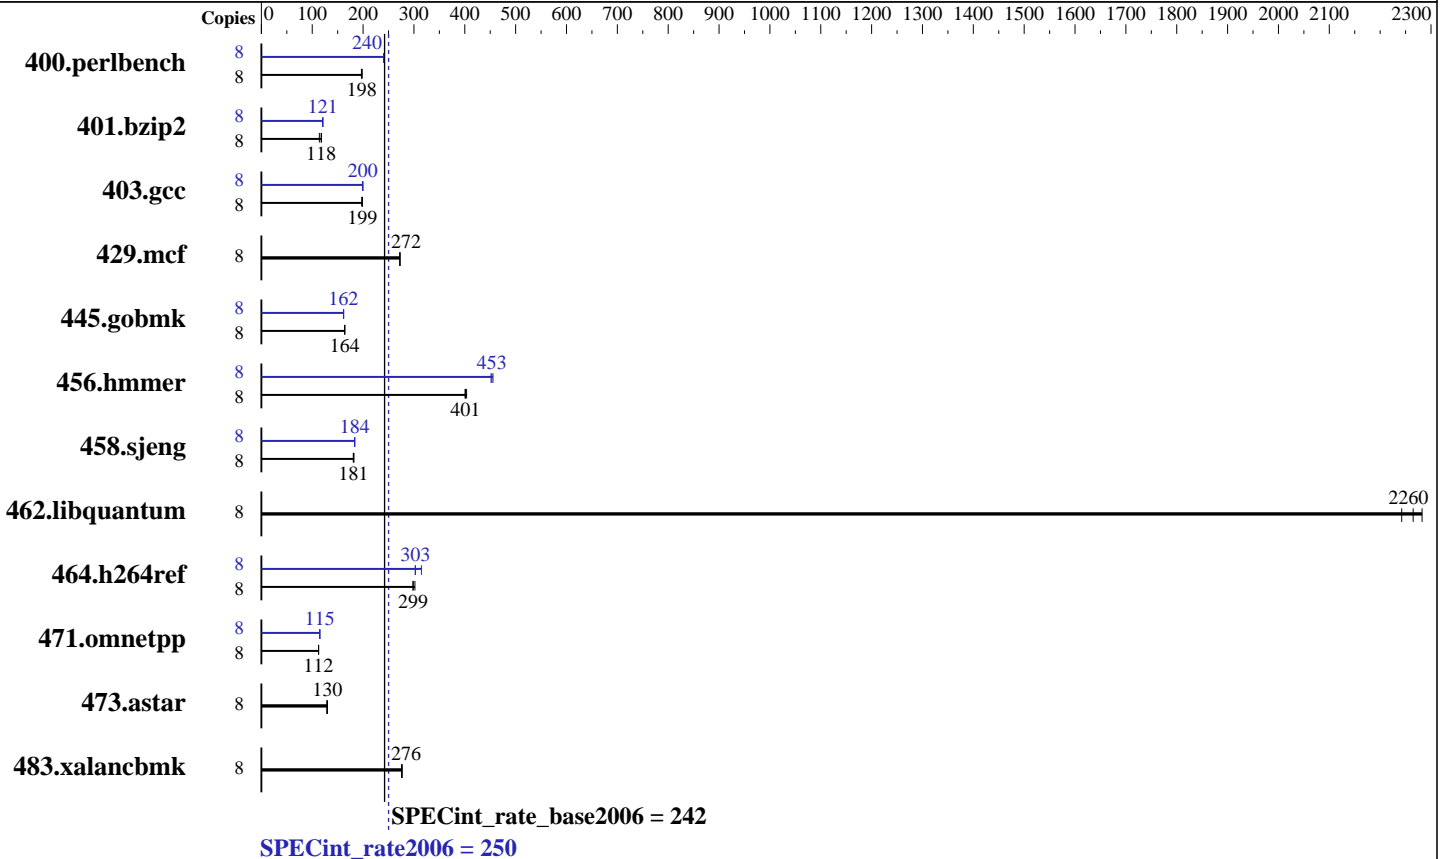 Copies 0 100 200 300 400 500 600 700 800 900 1000 1100 1200 1300 1400 1500 1600 1700 1800 1900 2000 2100 2300
400.perlbench 8 240
8 198
401.bzip2 8 121
8 118
403.gcc 8 200
8 199
429.mcf 8 272
445.gobmk 8 162
8 164
456.hmmer 8 453
8 401
458.sjeng 8 184
8 181
462.libquantum 8 2260
464.h264ref 8 303
8 299
471.omnetpp 8 115
8 112
473.astar 8 130
483.xalancbmk 8 276
SPECint_rate_base2006 = 242
SPECint_rate2006 = 250